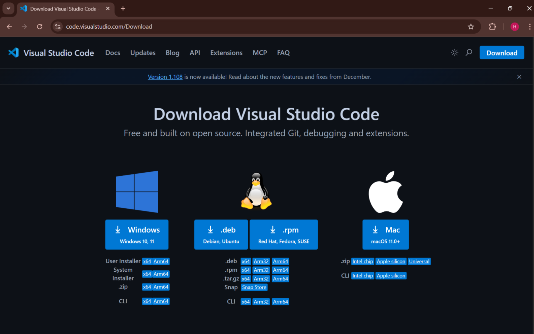 Download Visual Studio Code
code.visualstudio.com/Download
Visual Studio Code Docs Updates Blog API Extensions MCP FAQ Download
Version 1.108 is now available. Read about the new features and fixes from December.
Download Visual Studio Code
Free and built on open source. Integrated Git, debugging and extensions.
Windows
Windows 10, 11
User Installer x64 Arm64
System Installer x64 Arm64
.zip x64 Arm64
CLI x64 Arm64
.deb
Debian, Ubuntu
.rpm
Red Hat, Fedora, SUSE
.deb x64 Arm32 Arm64
.rpm x64 Arm32 Arm64
.tar.gz x64 Arm32 Arm64
Snap Snap Store
CLI x64 Arm32 Arm64
Mac
macOS 11.0+
.zip Intel chip Apple silicon Universal
CLI Intel chip Apple silicon